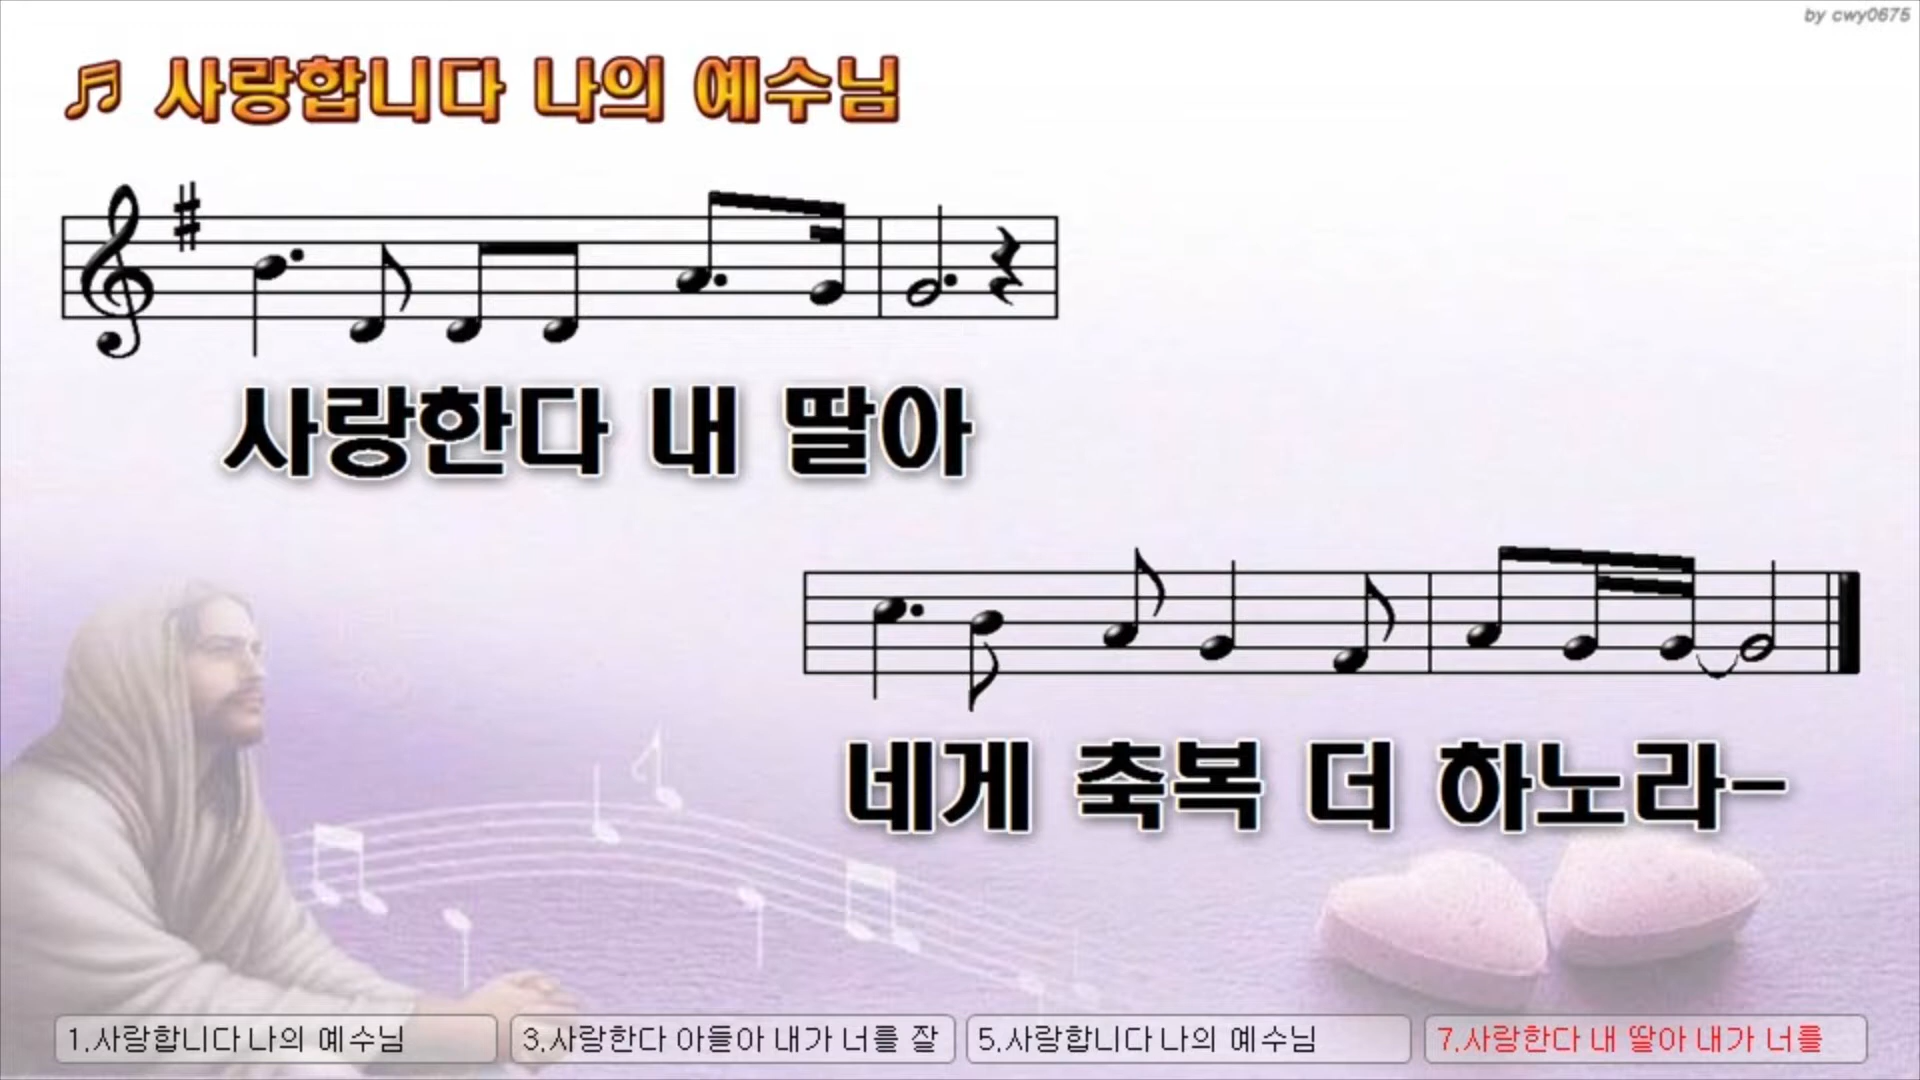 by cwy0675
사랑합니다 나의 예수님
사랑한다 내 딸아
네게 축복 더 하노라-
1.사랑합니다 나의 예수님
3.사랑한다 아들아 내가 너를 잘
5.사랑합니다 나의 예수님
7.사랑한다 내 딸아 내가 너를